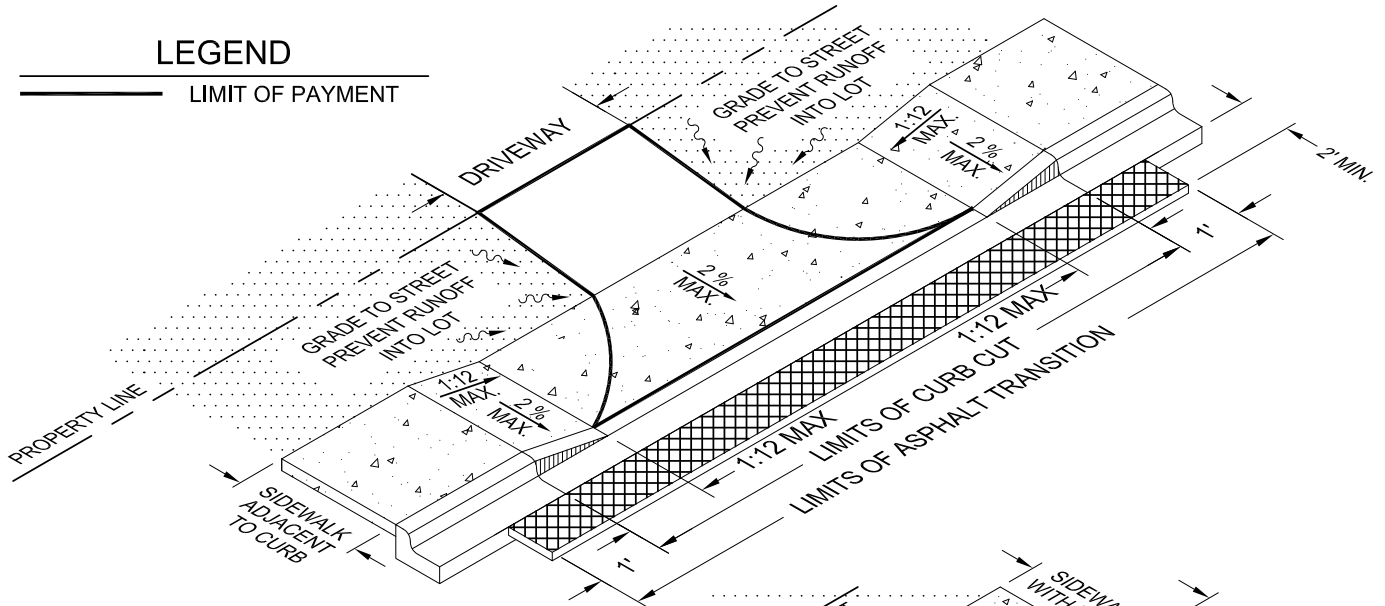 LEGEND
LIMIT OF PAYMENT
DRIVEWAY
GRADE TO STREET
PREVENT RUNOFF
INTO LOT
1:12
MAX
2%
MAX.
2' MIN.
1'
2%
MAX.
GRADE TO STREET
PREVENT RUNOFF
INTO LOT
1:12
MAX.
2%
MAX.
PROPERTY LINE
1:12 MAX
1:12 MAX
LIMITS OF CURB CUT
LIMITS OF ASPHALT TRANSITION
SIDEWALK
ADJACENT
TO CURB
1'